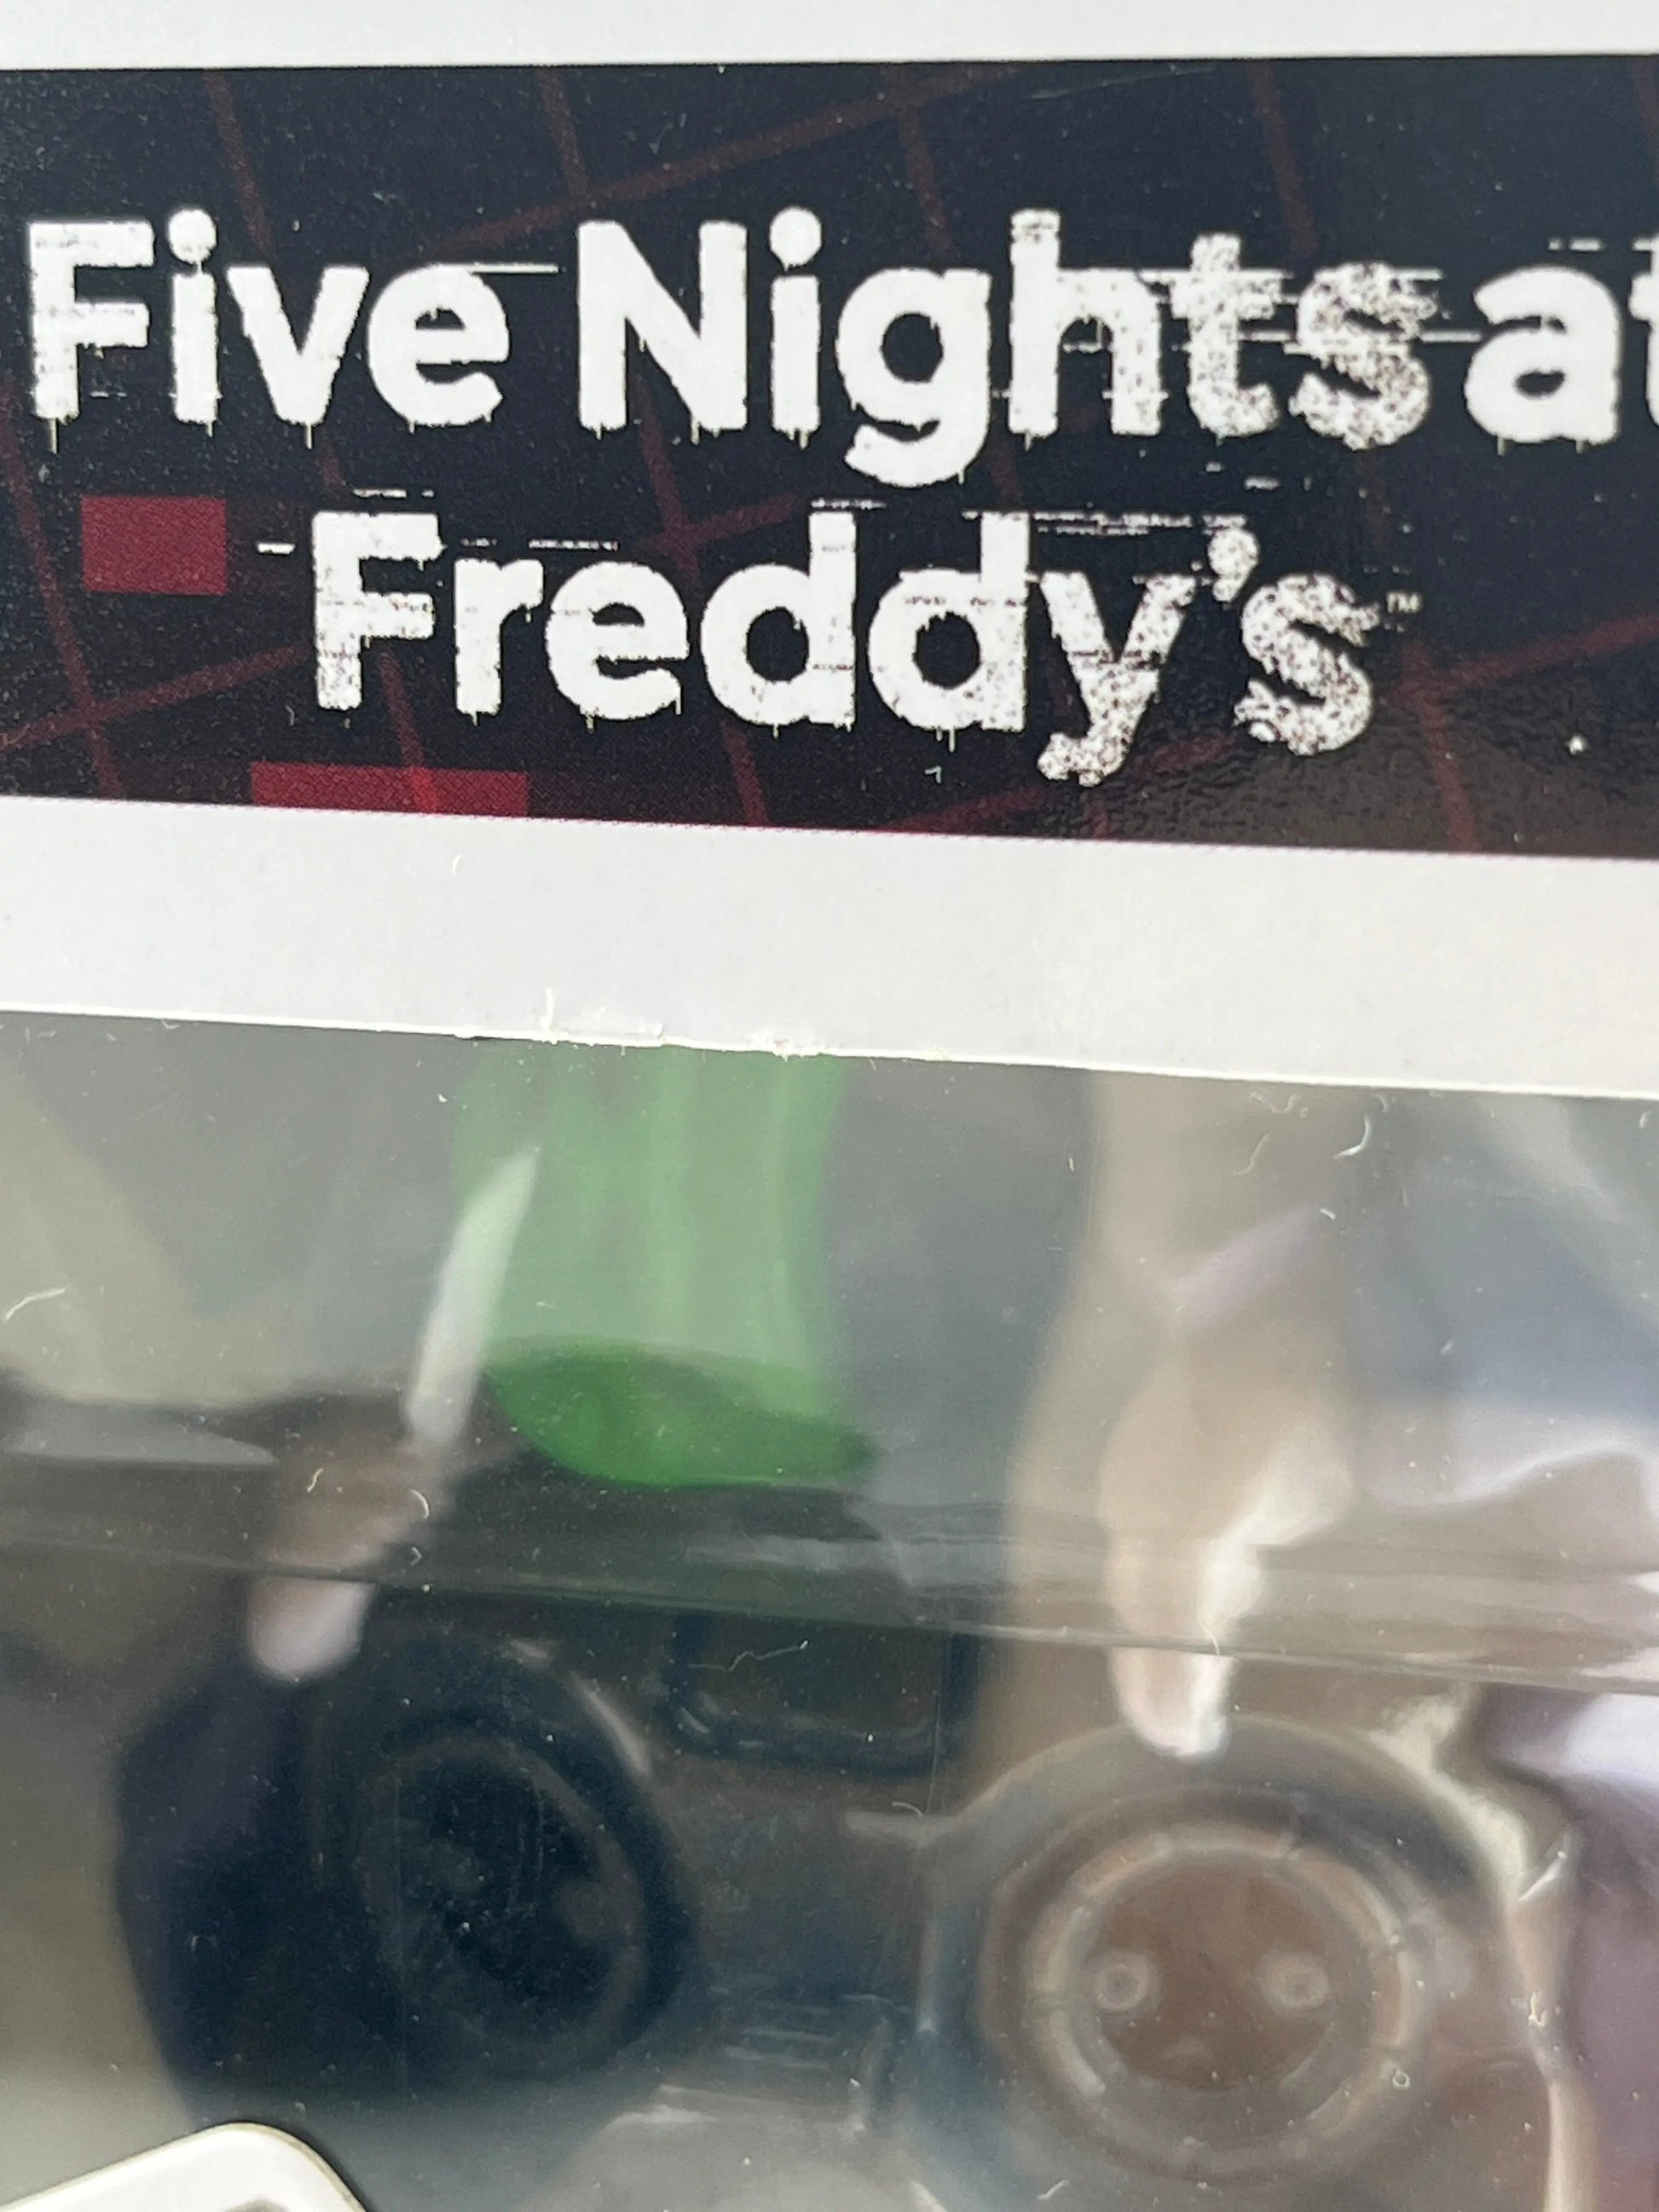 Five Nights at
Freddy's™